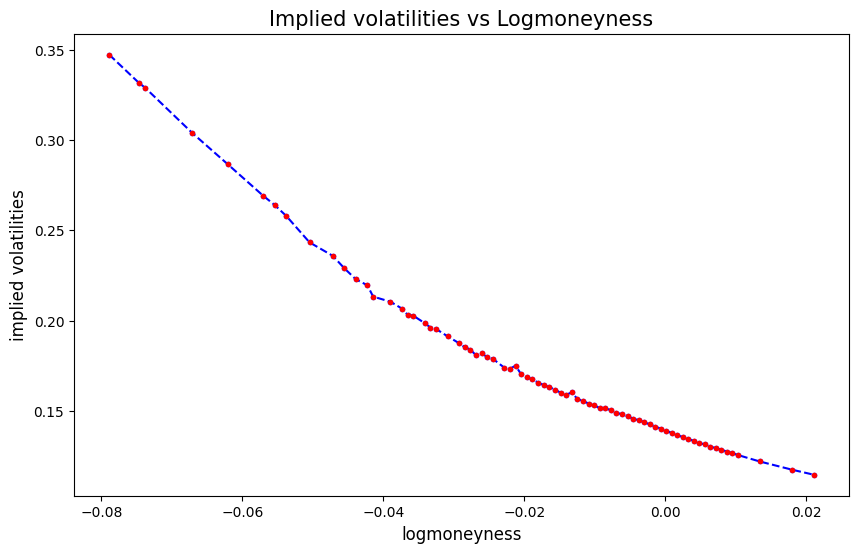 Implied volatilities vs Logmoneyness
0.35
0.30
0.25
0.20
0.15
implied volatilities
−0.08 −0.06 −0.04 −0.02 0.00 0.02
logmoneyness